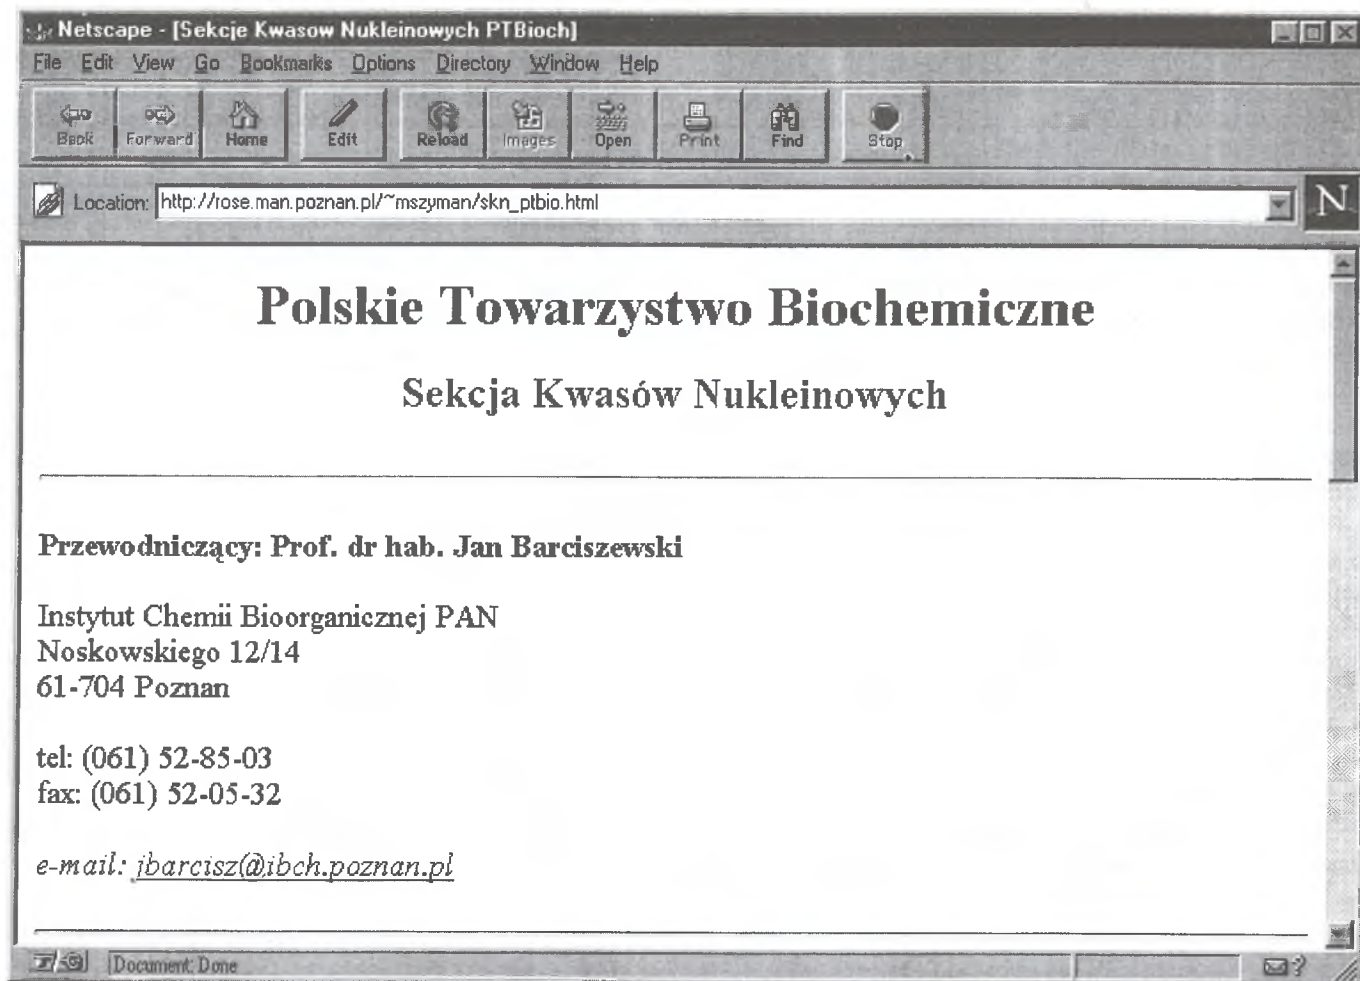 Netscape - [Sekcje Kwasow Nukleinowych PTBioch]
File Edit View Go Bookmarks Options Directory Window Help
Back Forward Home Edit Reload Images Open Print Find Stop
Location: http://rose.man.poznan.pl/~mszyman/skn_ptbio.html
N
Polskie Towarzystwo Biochemiczne
Sekcja Kwasów Nukleinowych
Przewodniczący: Prof. dr hab. Jan Barciszewski
Instytut Chemii Bioorganicznej PAN
Noskowskiego 12/14
61-704 Poznan
tel: (061) 52-85-03
fax: (061) 52-05-32
e-mail: jbarcisz@ibch.poznan.pl
Document: Done